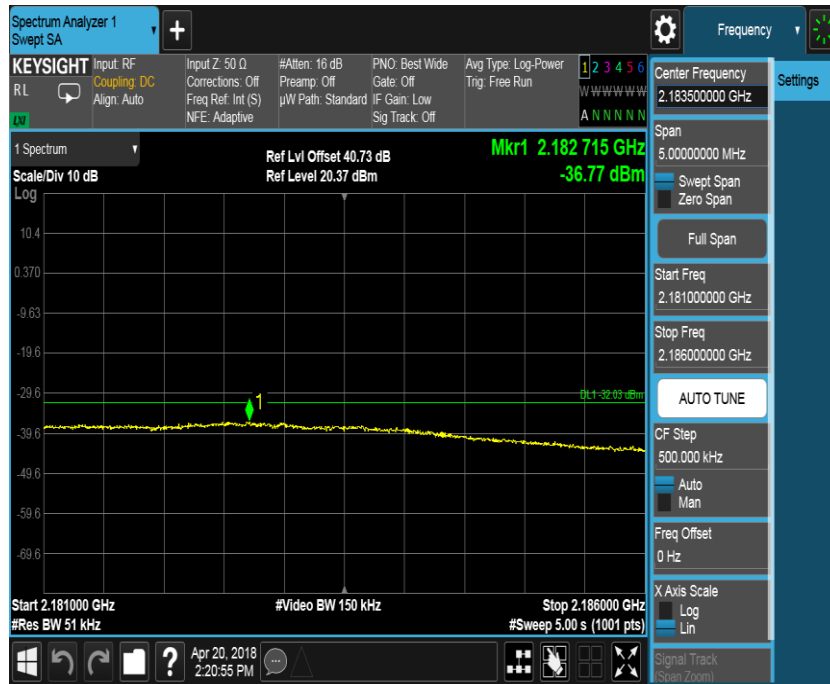 Spectrum Analyzer 1
Swept SA
+
Frequency
KEYSIGHT
RL
LXI
Input: RF
Coupling: DC
Align: Auto
Input Z: 50 Ω
Corrections: Off
Freq Ref: Int (S)
NFE: Adaptive
#Atten: 16 dB
Preamp: Off
µW Path: Standard
PNO: Best Wide
Gate: Off
IF Gain: Low
Sig Track: Off
Avg Type: Log-Power
Trig: Free Run
1 2 3 4 5 6
W W W W W W
A N N N N N
1 Spectrum
Scale/Div 10 dB
Log
Ref Lvl Offset 40.73 dB
Ref Level 20.37 dBm
Mkr1 2.182 715 GHz
-36.77 dBm
10.4
0.370
-9.63
-19.6
-29.6
-39.6
-49.6
-59.6
-69.6
1
DL1 -32.03 dBm
Start 2.181000 GHz
#Res BW 51 kHz
#Video BW 150 kHz
Stop 2.186000 GHz
#Sweep 5.00 s (1001 pts)
Center Frequency
2.183500000 GHz
Span
5.00000000 MHz
Swept Span
Zero Span
Full Span
Start Freq
2.181000000 GHz
Stop Freq
2.186000000 GHz
AUTO TUNE
CF Step
500.000 kHz
Auto
Man
Freq Offset
0 Hz
X Axis Scale
Log
Lin
Signal Track
(Span Zoom)
Settings
?
Apr 20, 2018
2:20:55 PM